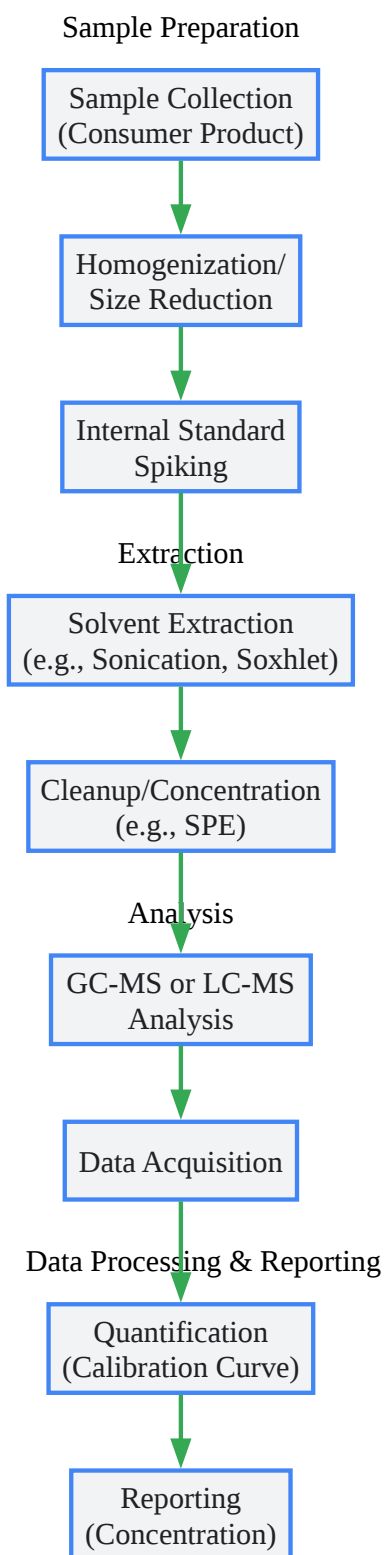 Sample Preparation
Sample Collection
(Consumer Product)
Homogenization/
Size Reduction
Internal Standard
Spiking
Extraction
Solvent Extraction
(e.g., Sonication, Soxhlet)
Cleanup/Concentration
(e.g., SPE)
Analysis
GC-MS or LC-MS
Analysis
Data Acquisition
Data Processing & Reporting
Quantification
(Calibration Curve)
Reporting
(Concentration)